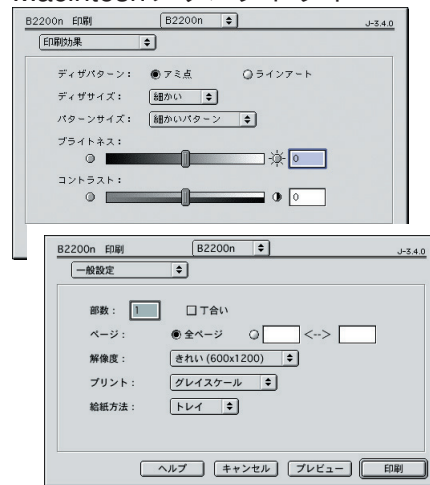 B2200n 印刷 B2200n J-3.4.0
印刷効果
ディザパターン： アミ点 ラインアート
ディザサイズ： 細かい
パターンサイズ： 細かいパターン
ブライトネス：
0
コントラスト：
0
B2200n 印刷 B2200n J-3.4.0
一般設定
部数： 1 丁合い
ページ： 全ページ <-->
解像度： きれい (600x1200)
プリント： グレイスケール
給紙方法： トレイ
ヘルプ キャンセル プレビュー 印刷